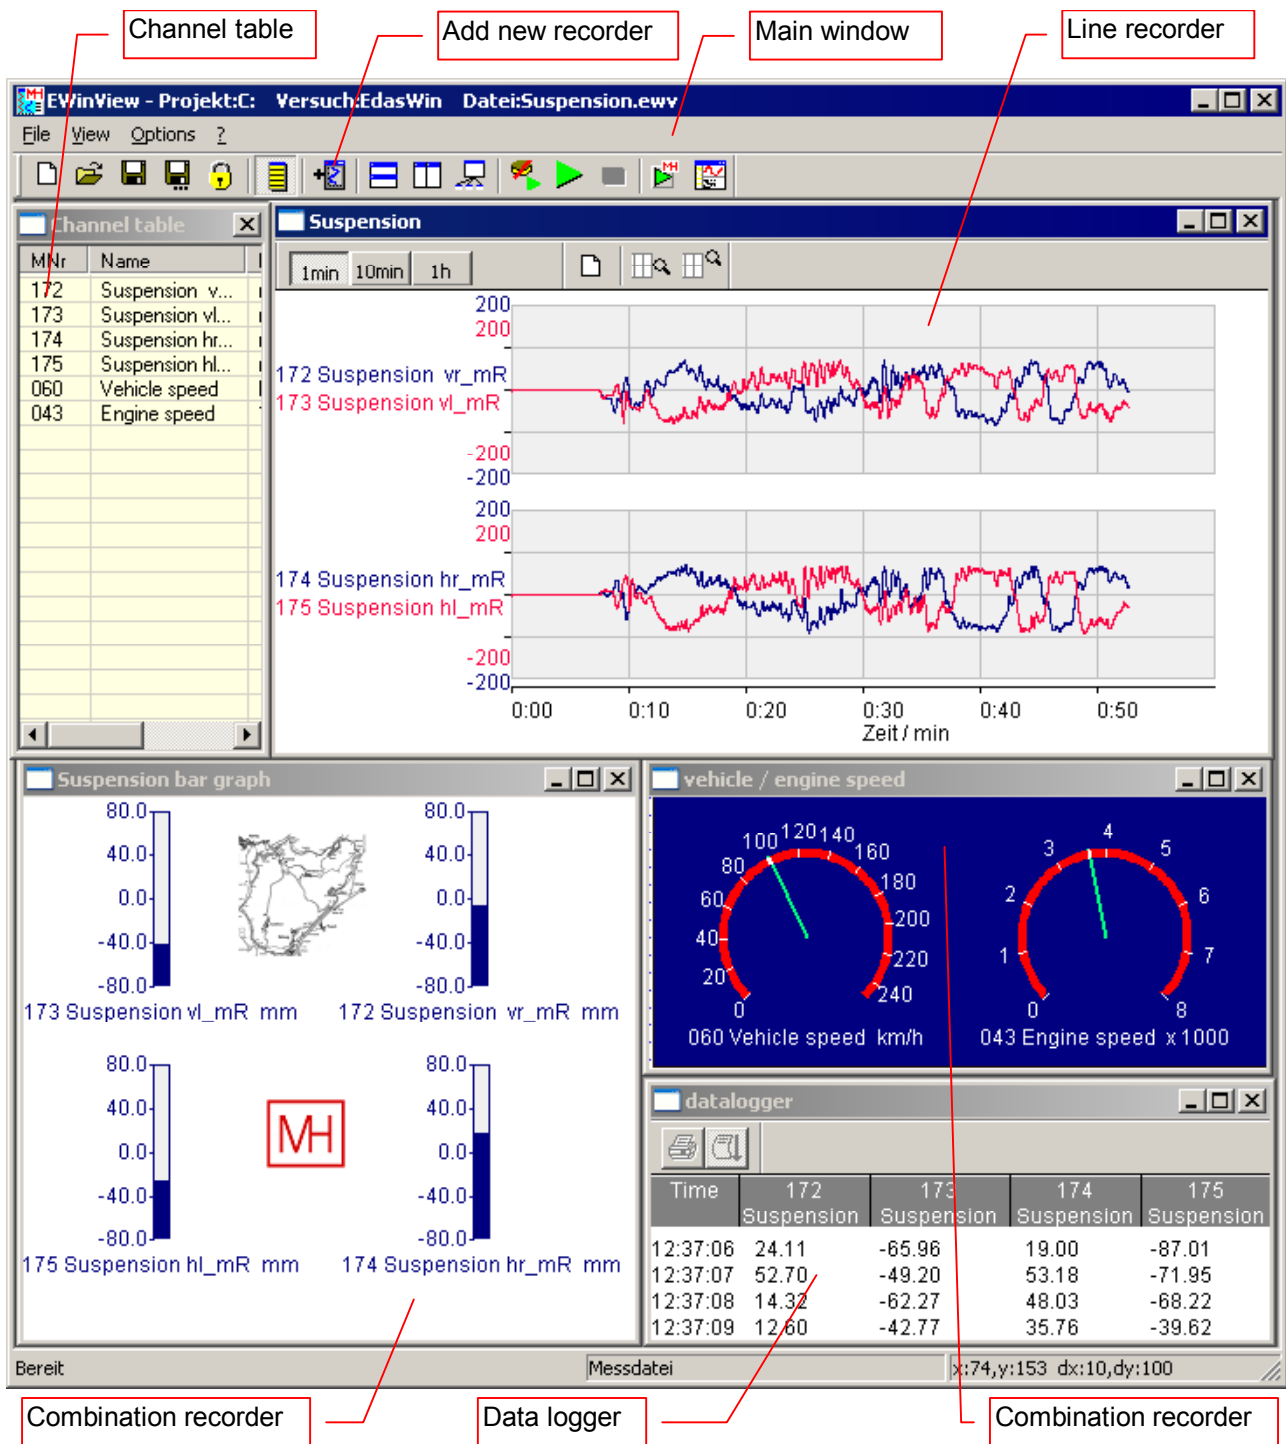 Channel table
Add new recorder
Main window
Line recorder
EWinView - Projekt:C: Versuch:EdasWin Datei:Suspension.ewv
File View Options ?
MH
Channel table
MNr Name
172 Suspension v...
173 Suspension vl...
174 Suspension hr...
175 Suspension hl...
060 Vehicle speed
043 Engine speed
Suspension
1min 10min 1h
200
200
172 Suspension vr_mR
173 Suspension vl_mR
-200
-200
200
200
174 Suspension hr_mR
175 Suspension hl_mR
-200
-200
0:00 0:10 0:20 0:30 0:40 0:50
Zeit / min
Suspension bar graph
80.0 80.0
40.0 40.0
0.0 0.0
-40.0 -40.0
-80.0 -80.0
173 Suspension vl_mR mm 172 Suspension vr_mR mm
80.0 80.0
40.0 40.0
MH
0.0 0.0
-40.0 -40.0
-80.0 -80.0
175 Suspension hl_mR mm 174 Suspension hr_mR mm
vehicle / engine speed
0 20 40 60 80 100 120 140 160 180 200 220 240
060 Vehicle speed km/h
0 1 2 3 4 5 6 7 8
043 Engine speed x1000
datalogger
Time 172 173 174 175
Suspension Suspension Suspension Suspension
12:37:06 24.11 -65.96 19.00 -87.01
12:37:07 52.70 -49.20 53.18 -71.95
12:37:08 14.32 -62.27 48.03 -68.22
12:37:09 12.60 -42.77 35.76 -39.62
Bereit Messdatei x:74,y:153 dx:10,dy:100
Combination recorder
Data logger
Combination recorder